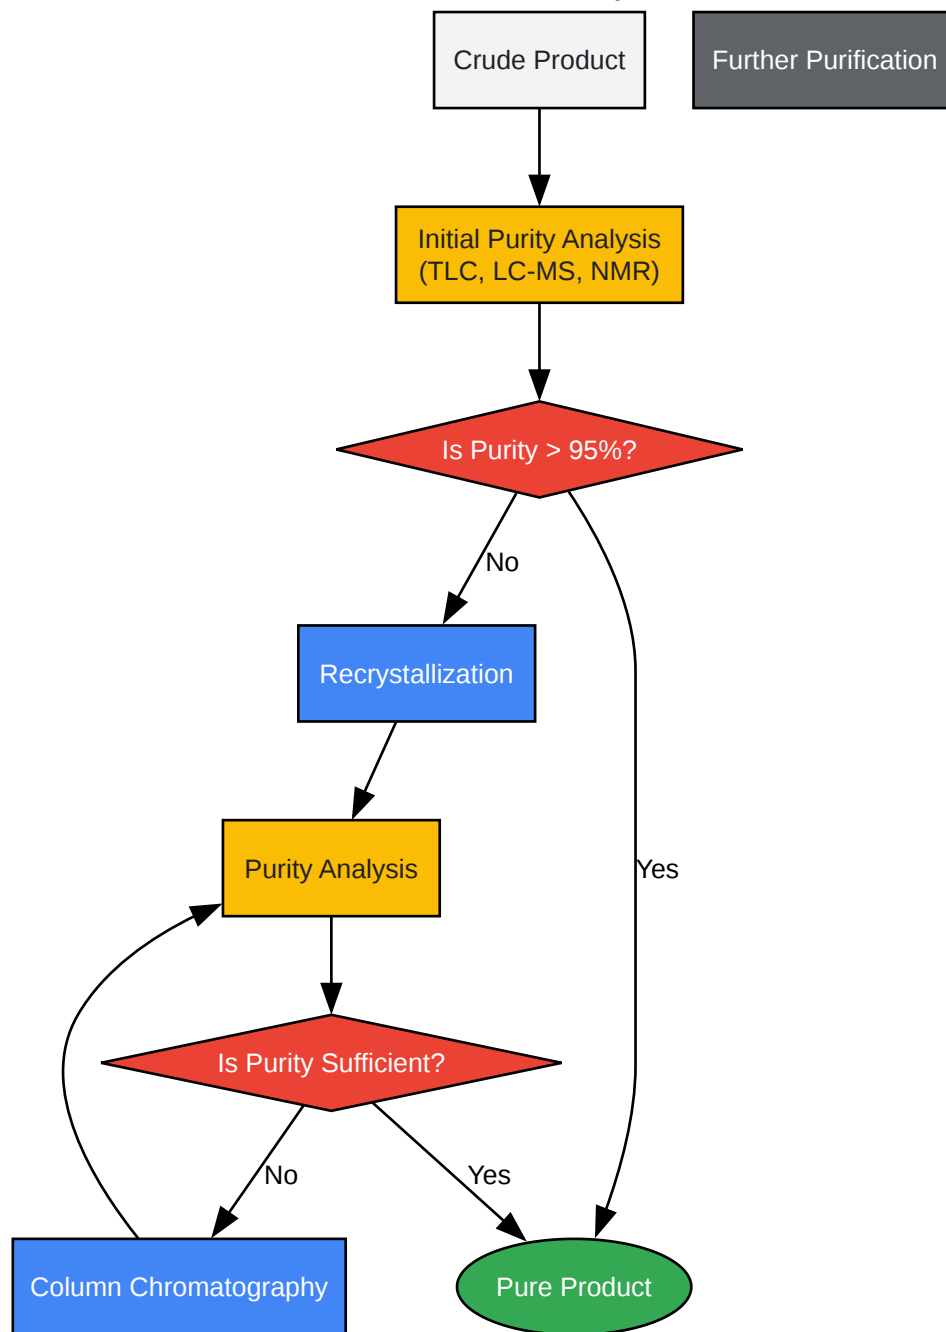 Crude Product
Further Purification
Initial Purity Analysis
(TLC, LC-MS, NMR)
Is Purity > 95%?
No
Recrystallization
Purity Analysis
Yes
Is Purity Sufficient?
No
Yes
Column Chromatography
Pure Product